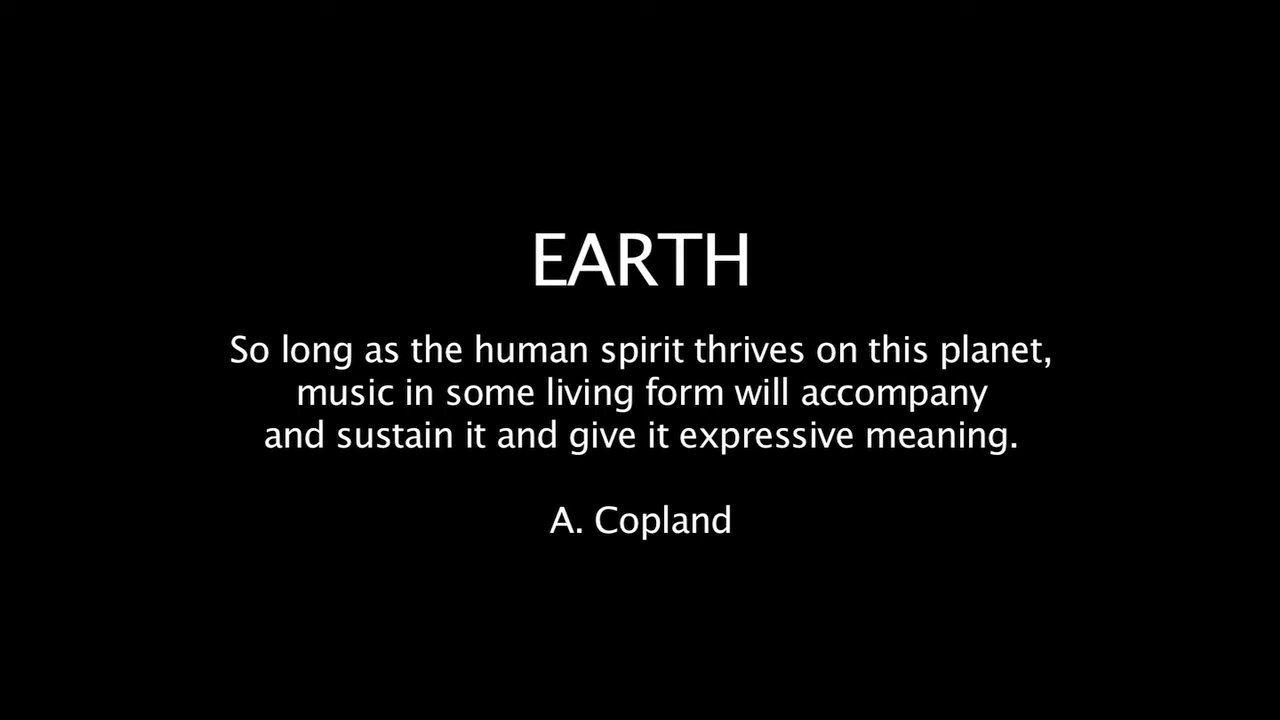 EARTH
So long as the human spirit thrives on this planet,
music in some living form will accompany
and sustain it and give it expressive meaning.
A. Copland